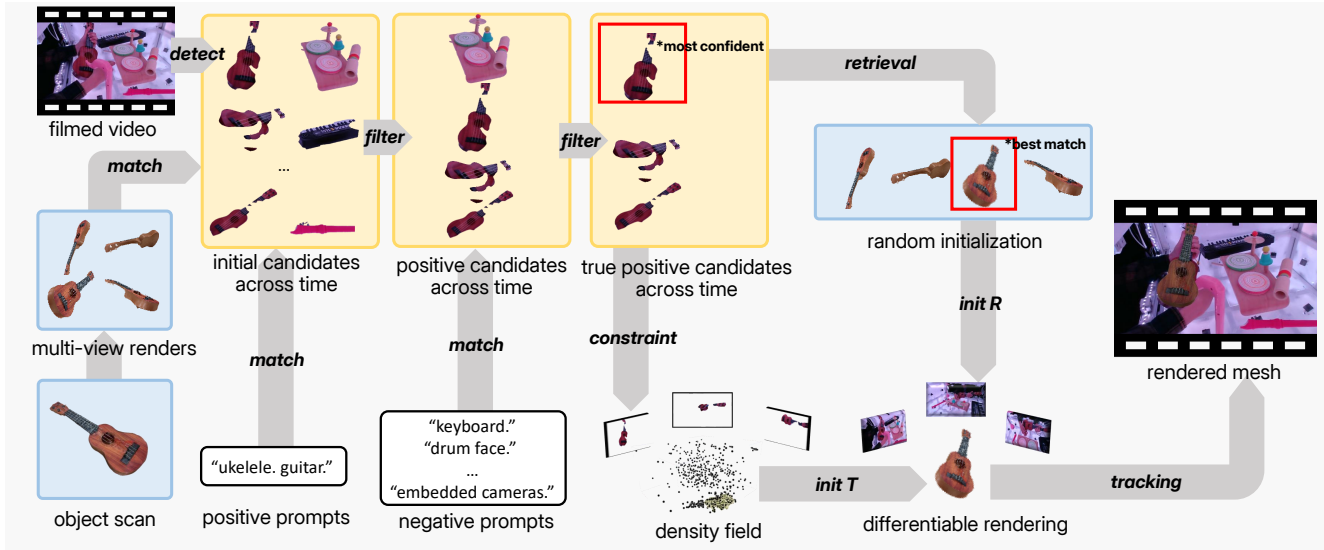 detect
filmed video
match
multi-view renders
object scan
...
initial candidates
across time
match
"ukelele. guitar."
positive prompts
filter
positive candidates
across time
match
"keyboard."
"drum face."
...
"embedded cameras."
negative prompts
filter
*most confident
true positive candidates
across time
constraint
density field
retrieval
*best match
random initialization
init R
init T
differentiable rendering
tracking
rendered mesh